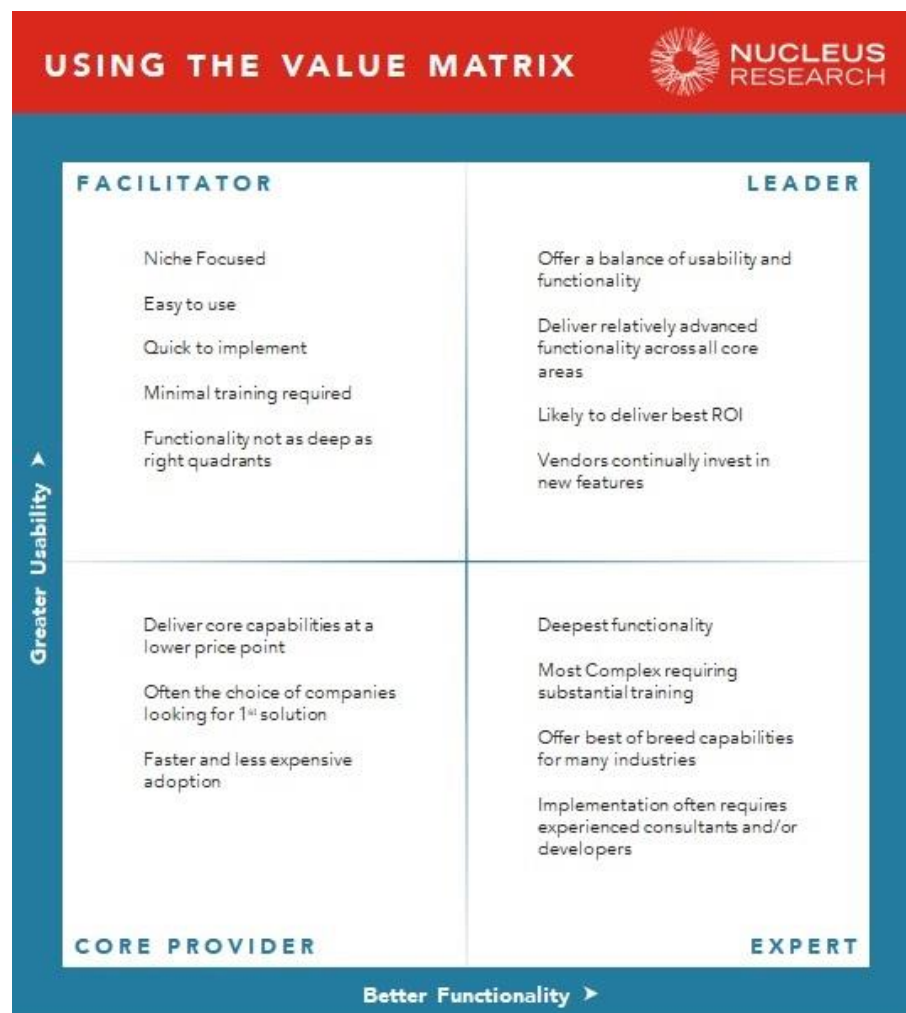 USING THE VALUE MATRIX
NUCLEUS
RESEARCH
FACILITATOR
Niche Focused
Easy to use
Quick to implement
Minimal training required
Functionality not as deep as
right quadrants
LEADER
Offer a balance of usability and
functionality
Deliver relatively advanced
functionality across all core
areas
Likely to deliver best ROI
Vendors continually invest in
new features
Greater Usability
Deliver core capabilities at a
lower price point
Often the choice of companies
looking for 1st solution
Faster and less expensive
adoption
CORE PROVIDER
Deepest functionality
Most Complex requiring
substantial training
Offer best of breed capabilities
for many industries
Implementation often requires
experienced consultants and/or
developers
EXPERT
Better Functionality